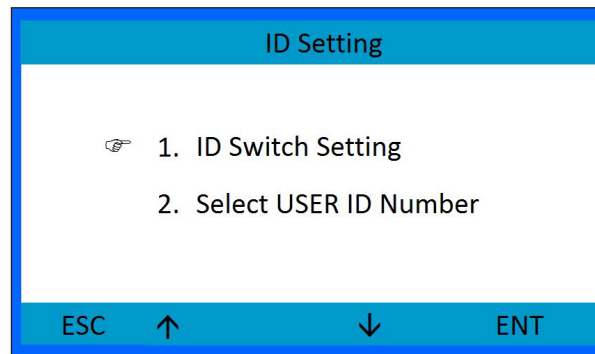 ID Setting
☞ 1. ID Switch Setting
2. Select USER ID Number
ESC ↑ ↓ ENT